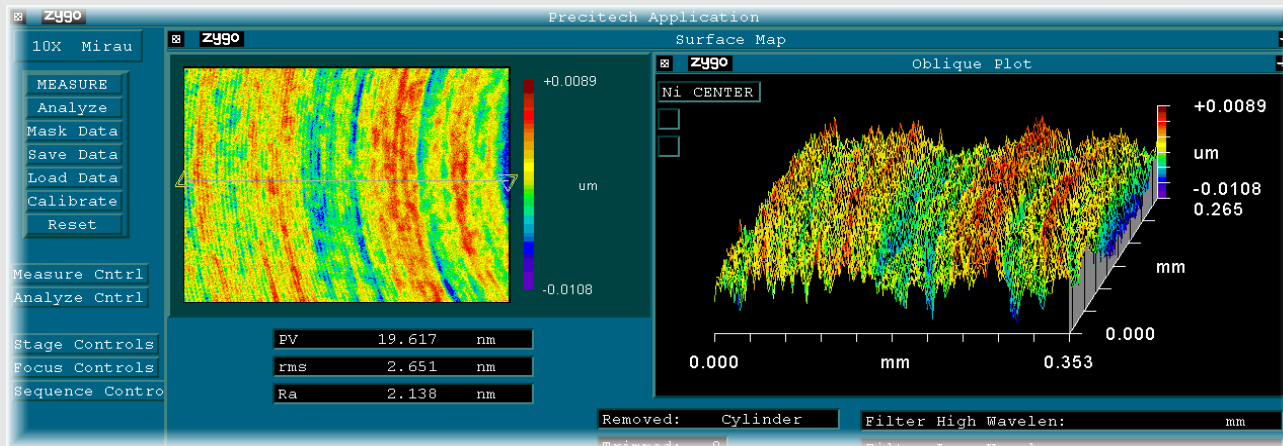 zygo Precitech Application
10X Mirau
MEASURE
Analyze
Mask Data
Save Data
Load Data
Calibrate
Reset
Measure Cntrl
Analyze Cntrl
Stage Controls
Focus Controls
Sequence Contro
zygo Surface Map
+0.0089
um
-0.0108
PV 19.617 nm
rms 2.651 nm
Ra 2.138 nm
zygo Oblique Plot
Ni CENTER
+0.0089
um
-0.0108
0.265
mm
0.000
0.000 mm 0.353
Removed: Cylinder
Filter High Wavelen: mm
Trimmed: 0